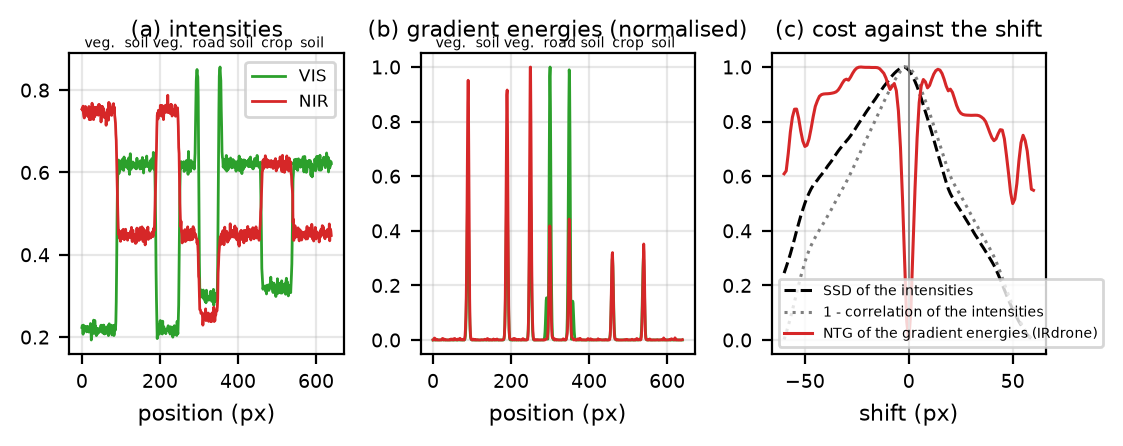 (a) intensities
veg. soil veg. road soil crop soil
VIS
NIR
0.8
0.6
0.4
0.2
0 200 400 600
position (px)
(b) gradient energies (normalised)
veg. soil veg. road soil crop soil
1.0
0.8
0.6
0.4
0.2
0.0
0 200 400 600
position (px)
(c) cost against the shift
1.0
0.8
0.6
0.4
0.2
0.0
SSD of the intensities
1 - correlation of the intensities
NTG of the gradient energies (IRdrone)
−50 0 50
shift (px)